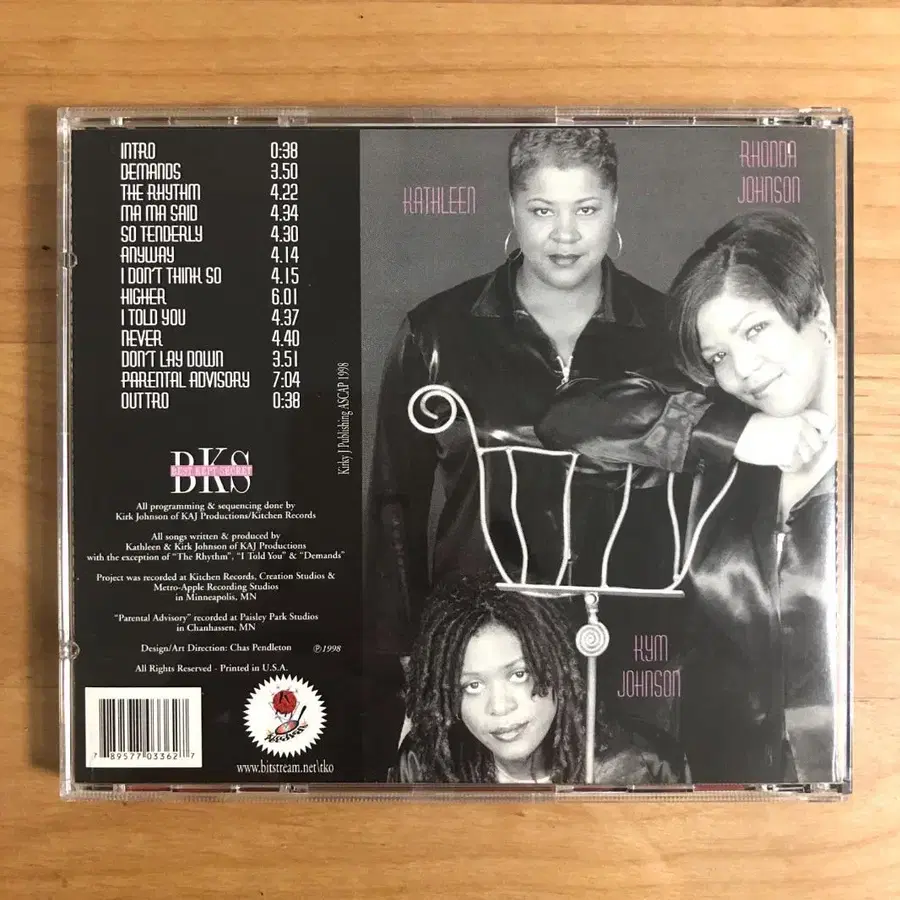 INTRO 0:38
DEMANDS 3.50
THE RHYTHM 4.22
MA MA SAID 4.34
SO TENDERLY 4.30
ANYWAY 4.14
I DON'T THINK SO 4.15
HIGHER 6.01
I TOLD YOU 4.37
NEVER 4.40
DON'T LAY DOWN 3.51
PARENTAL ADVISORY 7:04
OUTTRO 0:38
BKS
BEST KEPT SECRET
All programming & sequencing done by
Kirk Johnson of KAJ Productions/Kitchen Records
All songs written & produced by
Kathleen & Kirk Johnson of KAJ Productions
with the exception of "The Rhythm", "I Told You" & "Demands"
Project was recorded at Kitchen Records, Creation Studios &
Metro-Apple Recording Studios
in Minneapolis, MN
"Parental Advisory" recorded at Paisley Park Studios
in Chanhassen, MN
Design/Art Direction: Chas Pendleton ℗1998
All Rights Reserved - Printed in U.S.A.
7 89577 03362 7
www.bitstream.net\tko
Kirky J Publishing ASCAP 1998
KATHLEEN
RHONDA
JOHNSON
KYM
JOHNSON